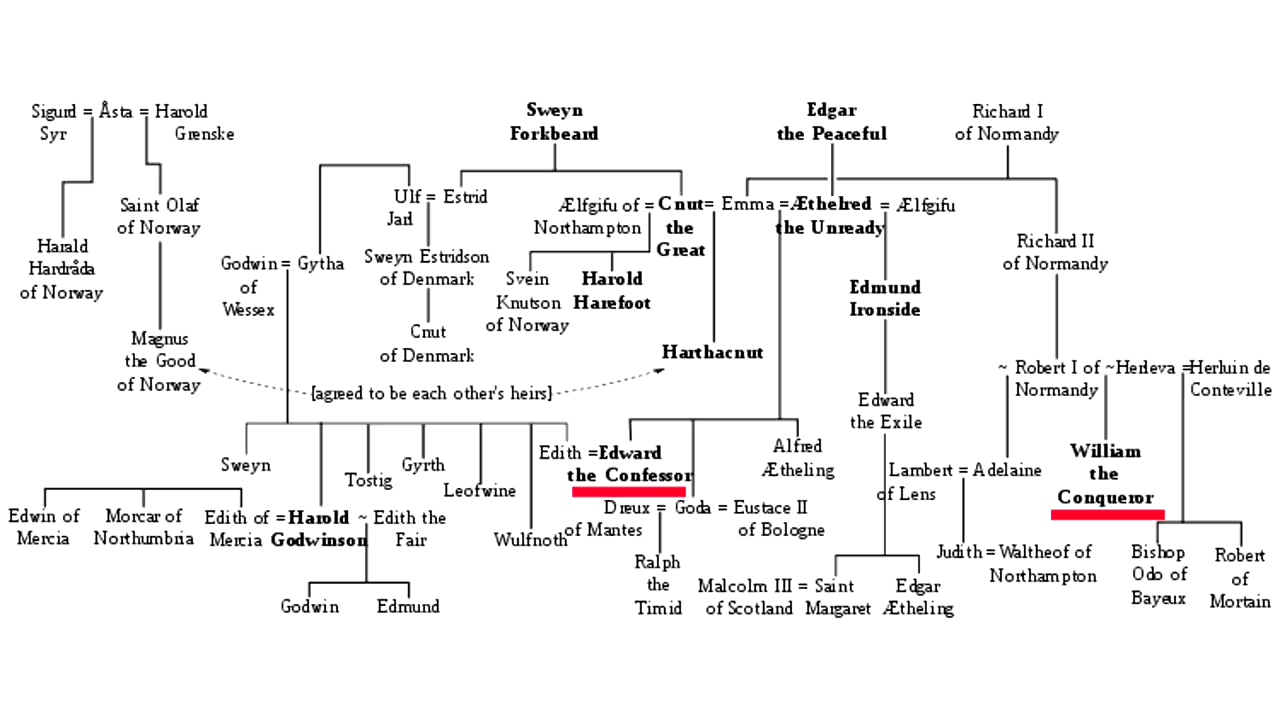 Sigurd = Åsta = Harold
Syr
Grenske
Sweyn
Forkbeard
Edgar
the Peaceful
Richard I
of Normandy
Saint Olaf
of Norway
Harald
Hardråda
of Norway
Magnus
the Good
of Norway
Ulf = Estrid
Jarl
Godwin = Gytha
of
Wessex
Sweyn Estridson
of Denmark
Cnut
of Denmark
Ælfgifu of = Cnut = Emma = Æthelred = Ælfgifu
Northampton
the
Great
the Unready
Svein
Knutson
of Norway
Harold
Harefoot
Harthacnut
{agreed to be each other's heirs}
Edmund
Ironside
Edward
the Exile
Richard II
of Normandy
~ Robert I of ~Herleva =Herluin de
Normandy
Conteville
Sweyn
Tostig
Gyrth
Leofwine
Wulfnoth
Edith =Edward
the Confessor
Alfred
Ætheling
Lambert = Adelaine
of Lens
William
the
Conqueror
Edwin of
Mercia
Morcar of
Northumbria
Edith of =Harold ~ Edith the
Mercia Godwinson Fair
Godwin
Edmund
Dreux = Goda = Eustace II
of Mantes
of Bologne
Ralph
the
Timid
Malcolm III = Saint
of Scotland Margaret
Edgar
Ætheling
Judith = Waltheof of
Northampton
Bishop
Odo of
Bayeux
Robert
of
Mortain